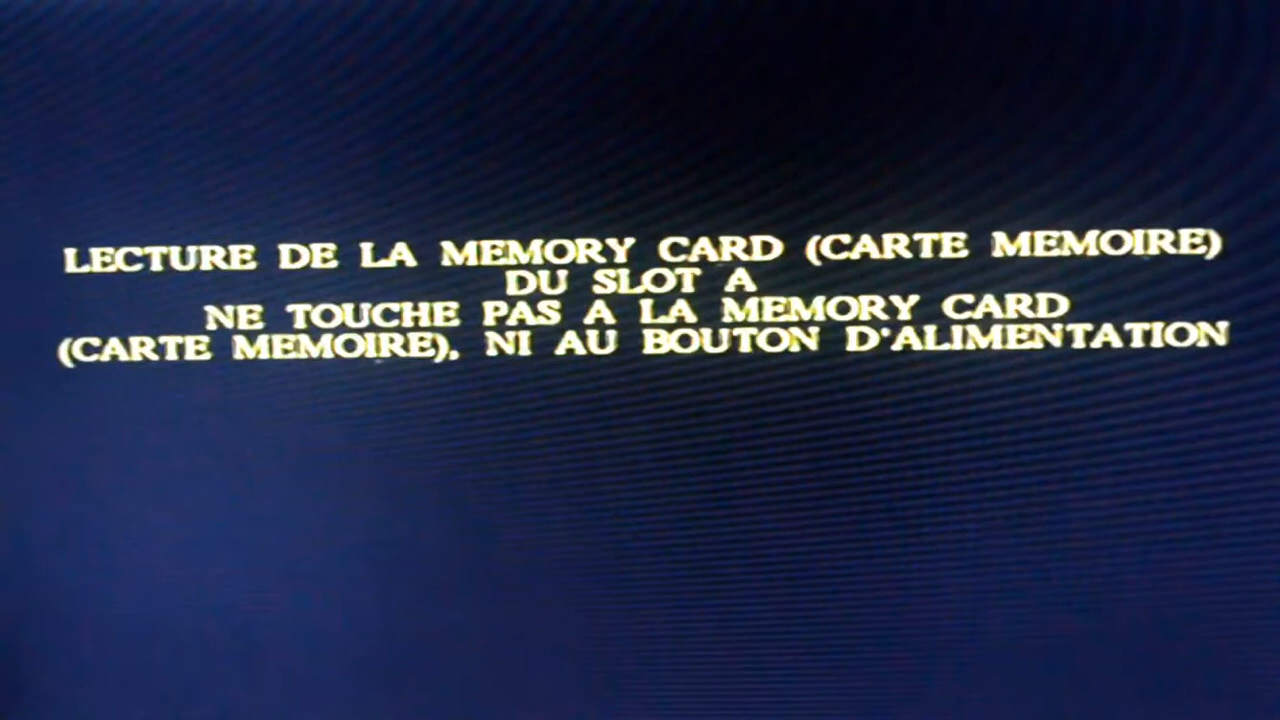 LECTURE DE LA MEMORY CARD (CARTE MEMOIRE)
DU SLOT A
NE TOUCHE PAS A LA MEMORY CARD
(CARTE MEMOIRE), NI AU BOUTON D'ALIMENTATION